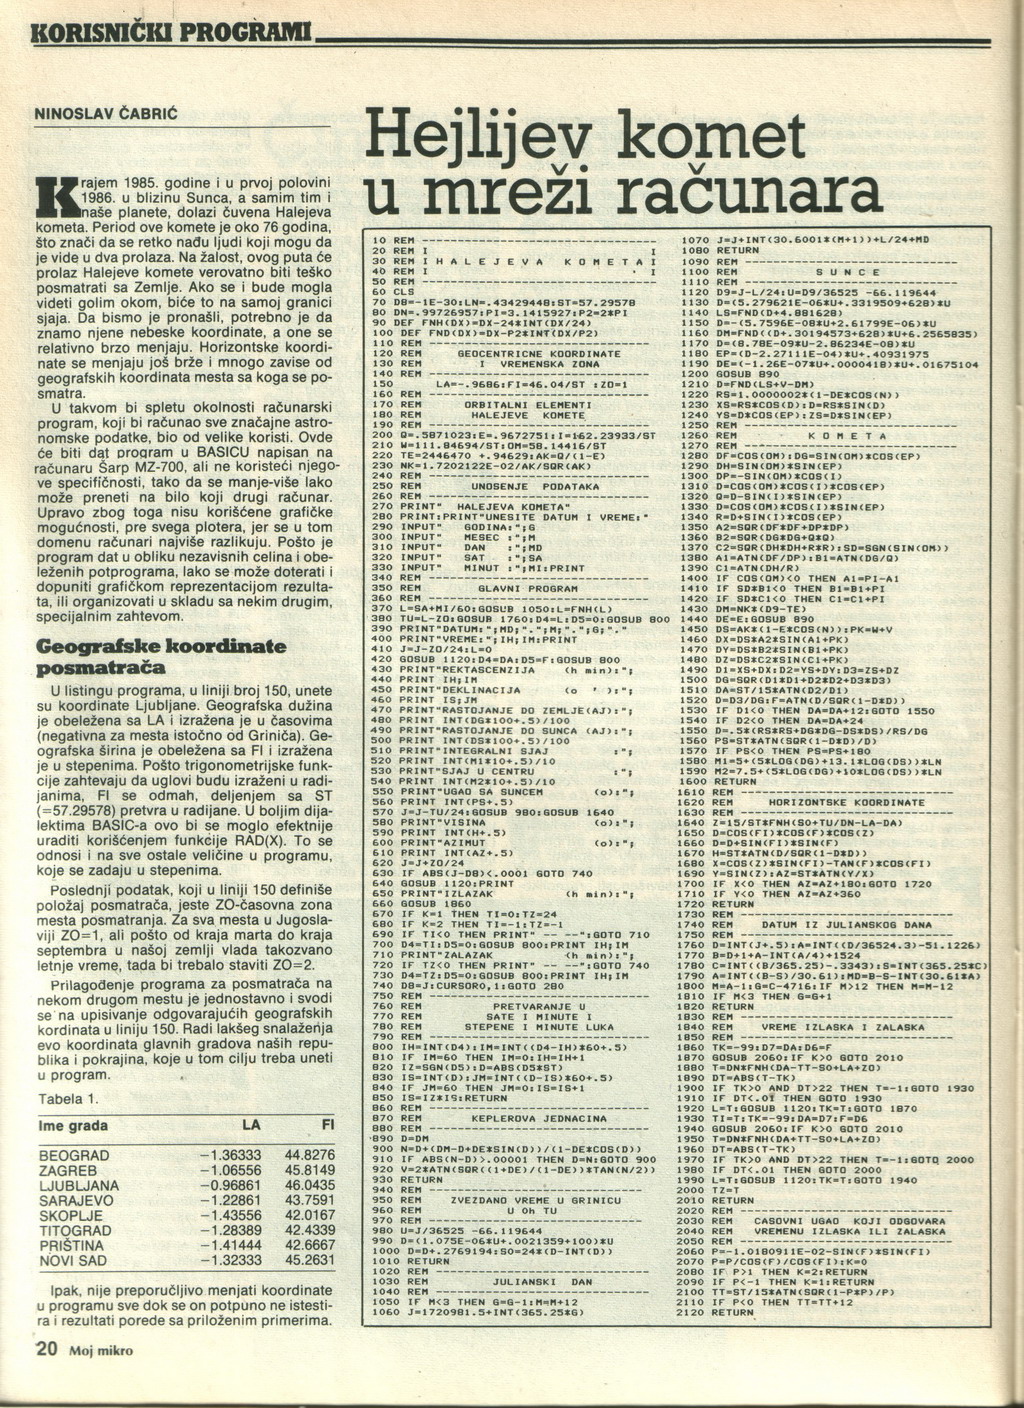 KORISNIČKI PROGRAMI
NINOSLAV ČABRIĆ
Hejlijev komet
u mreži računara
Krajem 1985. godine i u prvoj polovini
1986. u blizinu Sunca, a samim tim i
naše planete, dolazi čuvena Halejeva
kometa. Period ove komete je oko 76 godina,
što znači da se retko nađu ljudi koji mogu da
je vide u dva prolaza. Na žalost, ovog puta će
prolaz Halejeve komete verovatno biti teško
posmatrati sa Zemlje. Ako se i bude mogla
videti golim okom, biće to na samoj granici
sjaja. Da bismo je pronašli, potrebno je da
znamo njene nebeske koordinate, a one se
relativno brzo menjaju. Horizontske koordi-
nate se menjaju još brže i mnogo zavise od
geografskih koordinata mesta sa koga se po-
smatra.
U takvom bi spletu okolnosti računarski
program, koji bi računao sve značajne astro-
nomske podatke, bio od velike koristi. Ovde
će biti dat program u BASICU napisan na
računaru Šarp MZ-700, ali ne koristeći njego-
ve specifičnosti, tako da se manje-više lako
može preneti na bilo koji drugi računar.
Upravo zbog toga nisu korišćene grafičke
mogućnosti, pre svega plotera, jer se u tom
domenu računari najviše razlikuju. Pošto je
program dat u obliku nezavisnih celina i obe-
leženih potprograma, lako se može doterati i
dopuniti grafičkom reprezentacijom rezulta-
ta, ili organizovati u skladu sa nekim drugim,
specijalnim zahtevom.
Geografske koordinate
posmatrača
U listingu programa, u liniji broj 150, unete
su koordinate Ljubljane. Geografska dužina
je obeležena sa LA i izražena je u časovima
(negativna za mesta istočno od Griniča). Ge-
ografska širina je obeležena sa FI i izražena
je u stepenima. Pošto trigonometrijske funk-
cije zahtevaju da uglovi budu izraženi u radi-
janima, FI se odmah, deljenjem sa ST
(=57.29578) pretvra u radijane. U boljim dija-
lektima BASIC-a ovo bi se moglo efektnije
uraditi korišćenjem funkcije RAD(X). To se
odnosi i na sve ostale veličine u programu,
koje se zadaju u stepenima.
Poslednji podatak, koji u liniji 150 definiše
položaj posmatrača, jeste ZO-časovna zona
mesta posmatranja. Za sva mesta u Jugosla-
viji ZO=1, ali pošto od kraja marta do kraja
septembra u našoj zemlji vlada takozvano
letnje vreme, tada bi trebalo staviti ZO=2.
Prilagođenje programa za posmatrača na
nekom drugom mestu je jednostavno i svodi
se na upisivanje odgovarajućih geografskih
kordinata u liniju 150. Radi lakšeg snalaženja
evo koordinata glavnih gradova naših repu-
blika i pokrajina, koje u tom cilju treba uneti
u program.
Tabela 1.
Ime grada LA FI
BEOGRAD –1.36333 44.8276
ZAGREB –1.06556 45.8149
LJUBLJANA –0.96861 46.0435
SARAJEVO –1.22861 43.7591
SKOPLJE –1.43556 42.0167
TITOGRAD –1.28389 42.4339
PRIŠTINA –1.41444 42.6667
NOVI SAD –1.32333 45.2631
Ipak, nije preporučljivo menjati koordinate
u programu sve dok se on potpuno ne istesti-
ra i rezultati porede sa priloženim primerima.
10 REM --------------------------------
20 REM I I
30 REM I H A L E J E V A K O M E T A I
40 REM I I
50 REM --------------------------------
60 CLS
70 DB=-1E-30:LN=.43429448:ST=57.29578
80 DN=.99726957:PI=3.1415927:P2=2*PI
90 DEF FNH(DX)=DX-24*INT(DX/24)
100 DEF FND(DX)=DX-P2*INT(DX/P2)
110 REM --------------------------------
120 REM GEOCENTRICNE KOORDINATE
130 REM I VREMENSKA ZONA
140 REM --------------------------------
150 LA=-.9686:FI=46.04/ST :ZO=1
160 REM --------------------------------
170 REM ORBITALNI ELEMENTI
180 REM HALEJEVE KOMETE
190 REM --------------------------------
200 Q=.5871023:E=.9672751:I=162.23933/ST
210 W=111.84694/ST:OM=58.14416/ST
220 TE=2446470 +.94629:AK=Q/(1-E)
230 NK=1.7202122E-02/AK/SQR(AK)
240 REM --------------------------------
250 REM UNOSENJE PODATAKA
260 REM --------------------------------
270 PRINT" HALEJEVA KOMETA"
280 PRINT:PRINT"UNESITE DATUM I VREME:"
290 INPUT" GODINA:";G
300 INPUT" MESEC :";M
310 INPUT" DAN :";MD
320 INPUT" SAT :";SA
330 INPUT" MINUT :";MI:PRINT
340 REM --------------------------------
350 REM GLAVNI PROGRAM
360 REM --------------------------------
370 L=SA+MI/60:GOSUB 1050:L=FNH(L)
380 TU=L-ZO:GOSUB 1760:D4=L:D5=0:GOSUB 800
390 PRINT"DATUM:";MD;".";M;".";G;"."
400 PRINT"VREME:";IH;IM:PRINT
410 J=J-ZO/24:L=0
420 GOSUB 1120:D4=DA:D5=F:GOSUB 800
430 PRINT"REKTASCENZIJA (h min):";
440 PRINT IH;IM
450 PRINT"DEKLINACIJA (o ' ):";
460 PRINT IS;JM
470 PRINT"RASTOJANJE DO ZEMLJE(AJ):";
480 PRINT INT(DG*100+.5)/100
490 PRINT"RASTOJANJE DO SUNCA (AJ):";
500 PRINT INT(DS*100+.5)/100
510 PRINT"INTEGRALNI SJAJ :";
520 PRINT INT(M1*10+.5)/10
530 PRINT"SJAJ U CENTRU :";
540 PRINT INT(M2*10+.5)/10
550 PRINT"UGAO SA SUNCEM (o):";
560 PRINT INT(PS+.5)
570 J=J-TU/24:GOSUB 980:GOSUB 1640
580 PRINT"VISINA (o):";
590 PRINT INT(H+.5)
600 PRINT"AZIMUT (o):";
610 PRINT INT(AZ+.5)
620 J=J+ZO/24
630 IF ABS(J-DB)<.0001 GOTO 740
640 GOSUB 1120:PRINT
650 PRINT"IZLAZAK (h min):";
660 GOSUB 1860
670 IF K=1 THEN TI=0:TZ=24
680 IF K=2 THEN TI=-1:TZ=-1
690 IF TI<0 THEN PRINT" -- --":GOTO 710
700 D4=TI:D5=0:GOSUB 800:PRINT IH;IM
710 PRINT"ZALAZAK (h min):";
720 IF TZ<0 THEN PRINT" -- --":GOTO 740
730 D4=TZ:D5=0:GOSUB 800:PRINT IH;IM
740 DB=J:CURSOR0,1:GOTO 280
750 REM --------------------------------
760 REM PRETVARANJE U
770 REM SATE I MINUTE I
780 REM STEPENE I MINUTE LUKA
790 REM --------------------------------
800 IH=INT(D4):IM=INT((D4-IH)*60+.5)
810 IF IM=60 THEN IM=0:IH=IH+1
820 IZ=SGN(D5):D=ABS(D5*ST)
830 IS=INT(D):JM=INT((D-IS)*60+.5)
840 IF JM=60 THEN JM=0:IS=IS+1
850 IS=IZ*IS:RETURN
860 REM --------------------------------
870 REM KEPLEROVA JEDNACINA
880 REM --------------------------------
890 D=DM
900 N=D+(DM-D+DE*SIN(D))/(1-DE*COS(D))
910 IF ABS(N-D)>.00001 THEN D=N:GOTO 900
920 V=2*ATN(SQR((1+DE)/(1-DE))*TAN(N/2))
930 RETURN
940 REM --------------------------------
950 REM ZVEZDANO VREME U GRINICU
960 REM U 0h TU
970 REM --------------------------------
980 U=J/36525 -66.119644
990 D=(1.075E-06*U+.0021359+100)*U
1000 D=D+.2769194:S0=24*(D-INT(D))
1010 RETURN
1020 REM --------------------------------
1030 REM JULIANSKI DAN
1040 REM --------------------------------
1050 IF M<3 THEN G=G-1:M=M+12
1060 J=1720981.5+INT(365.25*G)
1070 J=J+INT(30.6001*(M+1))+L/24+MD
1080 RETURN
1090 REM --------------------------------
1100 REM S U N C E
1110 REM --------------------------------
1120 D9=J-L/24:U=D9/36525 -66.119644
1130 D=(5.279621E-06*U+.3319509+628)*U
1140 LS=FND(D+4.881628)
1150 D=-(5.7596E-08*U+2.61799E-06)*U
1160 DM=FND((D+.30194573+628)*U+6.2565835)
1170 D=(8.78E-09*U-2.86234E-08)*U
1180 EP=(D-2.27111E-04)*U+.40931975
1190 DE=(-1.26E-07*U+.0000418)*U+.01675104
1200 GOSUB 890
1210 D=FND(LS+V-DM)
1220 RS=1.0000002*(1-DE*COS(N))
1230 XS=RS*COS(D):D=RS*SIN(D)
1240 YS=D*COS(EP):ZS=D*SIN(EP)
1250 REM --------------------------------
1260 REM K O M E T A
1270 REM --------------------------------
1280 DF=COS(OM):DG=SIN(OM)*COS(EP)
1290 DH=SIN(OM)*SIN(EP)
1300 DP=-SIN(OM)*COS(I)
1310 D=COS(OM)*COS(I)*COS(EP)
1320 Q=D-SIN(I)*SIN(EP)
1330 D=COS(OM)*COS(I)*SIN(EP)
1340 R=D+SIN(I)*COS(EP)
1350 A2=SQR(DF*DF+DP*DP)
1360 B2=SQR(DG*DG+Q*Q)
1370 C2=SQR(DH*DH+R*R):SD=SGN(SIN(OM))
1380 A1=ATN(DF/DP):B1=ATN(DG/Q)
1390 C1=ATN(DH/R)
1400 IF COS(OM)<0 THEN A1=PI-A1
1410 IF SD*B1<0 THEN B1=B1+PI
1420 IF SD*C1<0 THEN C1=C1+PI
1430 DM=NK*(D9-TE)
1440 DE=E:GOSUB 890
1450 DS=AK*(1-E*COS(N)):PK=W+V
1460 DX=DS*A2*SIN(A1+PK)
1470 DY=DS*B2*SIN(B1+PK)
1480 DZ=DS*C2*SIN(C1+PK)
1490 D1=XS+DX:D2=YS+DY:D3=ZS+DZ
1500 DG=SQR(D1*D1+D2*D2+D3*D3)
1510 DA=ST/15*ATN(D2/D1)
1520 D=D3/DG:F=ATN(D/SQR(1-D*D))
1530 IF D1<0 THEN DA=DA+12:GOTO 1550
1540 IF D2<0 THEN DA=DA+24
1550 D=.5*(RS*RS+DG*DG-DS*DS)/RS/DG
1560 PS=ST*ATN(SQR(1-D*D)/D)
1570 IF PS<0 THEN PS=PS+180
1580 M1=5+(5*LOG(DG)+13.1*LOG(DS))*LN
1590 M2=7.5+(5*LOG(DG)+10*LOG(DS))*LN
1600 RETURN
1610 REM --------------------------------
1620 REM HORIZONTSKE KOORDINATE
1630 REM --------------------------------
1640 Z=15/ST*FNH(S0+TU/DN-LA-DA)
1650 D=COS(FI)*COS(F)*COS(Z)
1660 D=D+SIN(FI)*SIN(F)
1670 H=ST*ATN(D/SQR(1-D*D))
1680 X=COS(Z)*SIN(FI)-TAN(F)*COS(FI)
1690 Y=SIN(Z):AZ=ST*ATN(Y/X)
1700 IF X<0 THEN AZ=AZ+180:GOTO 1720
1710 IF Y<0 THEN AZ=AZ+360
1720 RETURN
1730 REM --------------------------------
1740 REM DATUM IZ JULIANSKOG DANA
1750 REM --------------------------------
1760 D=INT(J+.5):A=INT((D/36524.3)-51.1226)
1770 B=D+1+A-INT(A/4)+1524
1780 C=INT((B/365.25)-.3343):S=INT(365.25*C)
1790 A=INT((B-S)/30.61):MD=B-S-INT(30.61*A)
1800 M=A-1:G=C-4716:IF M>12 THEN M=M-12
1810 IF M<3 THEN G=G+1
1820 RETURN
1830 REM --------------------------------
1840 REM VREME IZLASKA I ZALASKA
1850 REM --------------------------------
1860 TK=-99:D7=DA:D6=F
1870 GOSUB 2060:IF K>0 GOTO 2010
1880 T=DN*FNH(DA-TT-S0+LA+ZO)
1890 DT=ABS(T-TK)
1900 IF TK>0 AND DT>22 THEN T=-1:GOTO 1930
1910 IF DT<.01 THEN GOTO 1930
1920 L=T:GOSUB 1120:TK=T:GOTO 1870
1930 TI=T:TK=-99:DA=D7:F=D6
1940 GOSUB 2060:IF K>0 GOTO 2010
1950 T=DN*FNH(DA+TT-S0+LA+ZO)
1960 DT=ABS(T-TK)
1970 IF TK>0 AND DT>22 THEN T=-1:GOTO 2000
1980 IF DT<.01 THEN GOTO 2000
1990 L=T:GOSUB 1120:TK=T:GOTO 1940
2000 TZ=T
2010 RETURN
2020 REM --------------------------------
2030 REM CASOVNI UGAO KOJI ODGOVARA
2040 REM VREMENU IZLASKA ILI ZALASKA
2050 REM --------------------------------
2060 P=-1.0180911E-02-SIN(F)*SIN(FI)
2070 P=P/COS(F)/COS(FI):K=0
2080 IF P>1 THEN K=2:RETURN
2090 IF P<-1 THEN K=1:RETURN
2100 TT=ST/15*ATN(SQR(1-P*P)/P)
2110 IF P<0 THEN TT=TT+12
2120 RETURN
20 Moj mikro